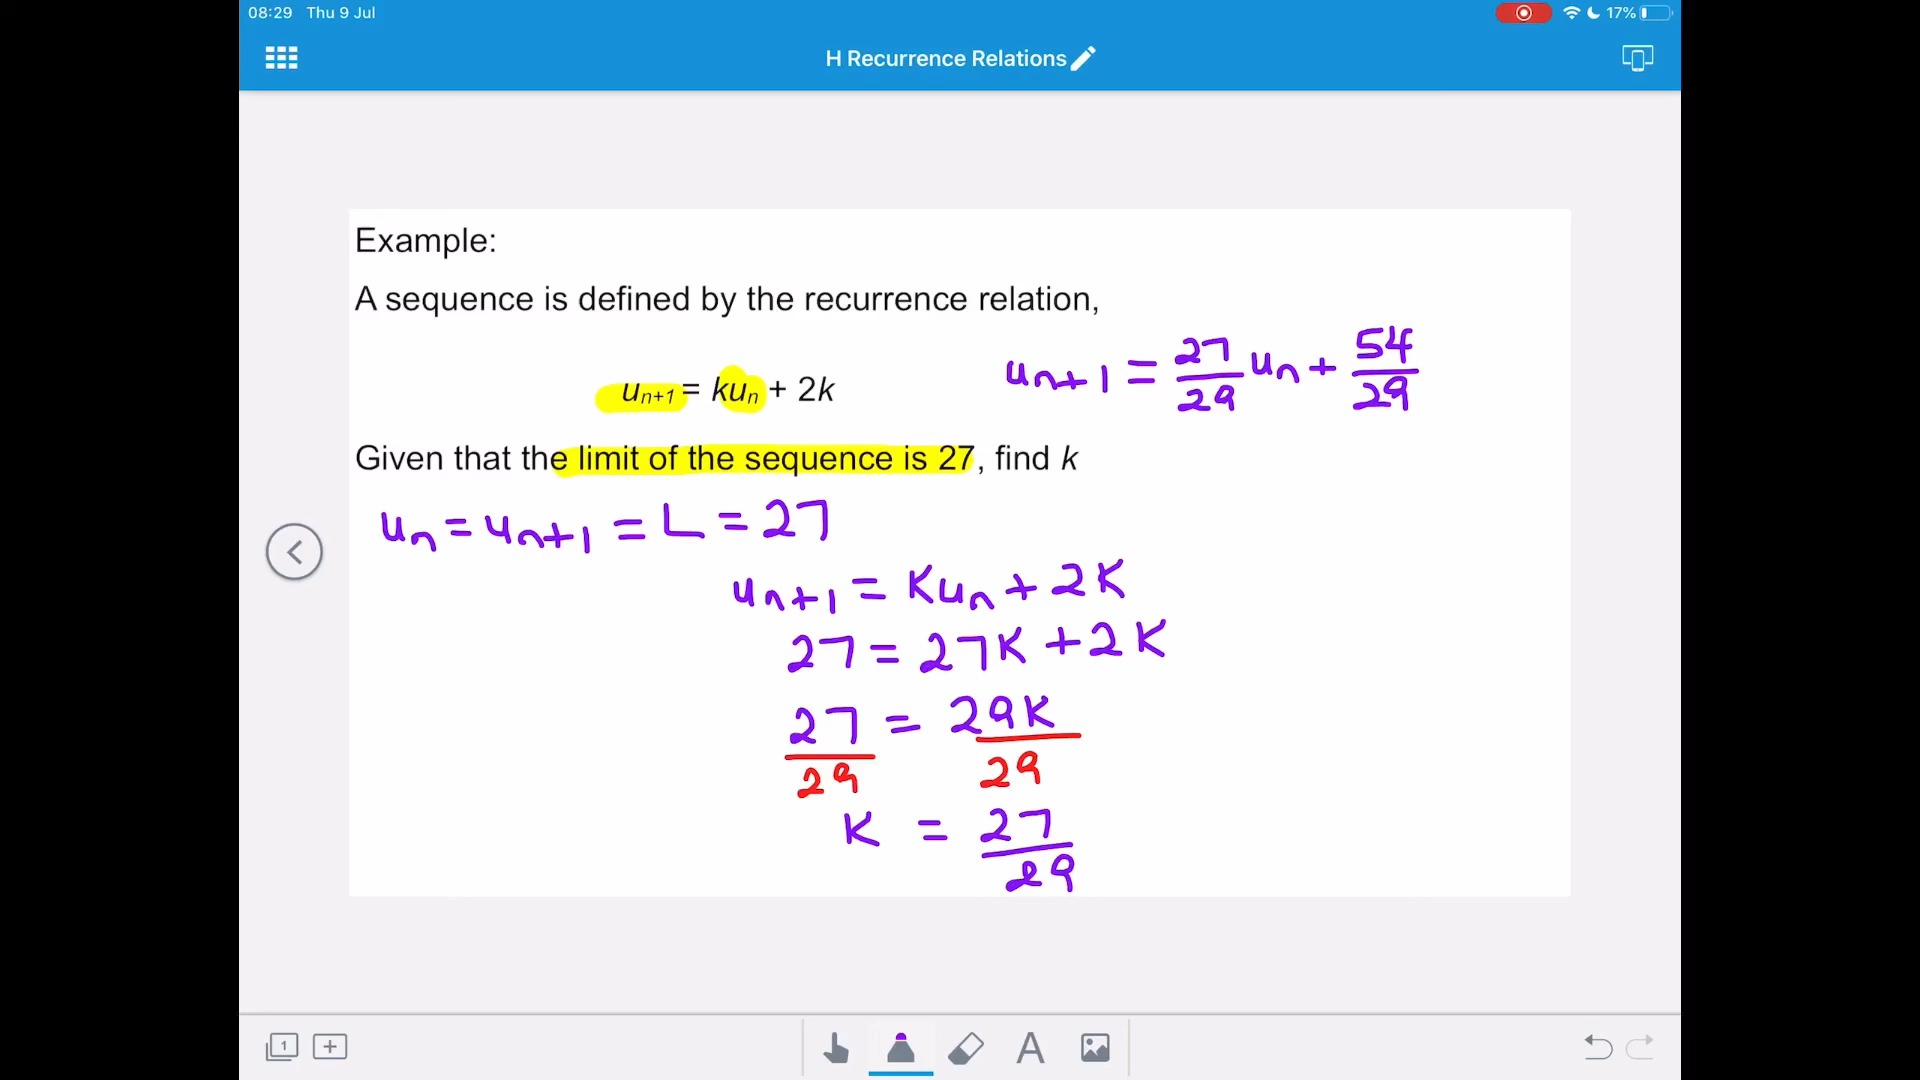 08:29 Thu 9 Jul 17%
H Recurrence Relations
Example:
A sequence is defined by the recurrence relation,
uₙ₊₁ = kuₙ + 2k
uₙ₊₁ = 27/29 uₙ + 54/29
Given that the limit of the sequence is 27, find k
uₙ = uₙ₊₁ = L = 27
uₙ₊₁ = Kuₙ + 2K
27 = 27K + 2K
27 = 29K
29 29
K = 27/29
1
A